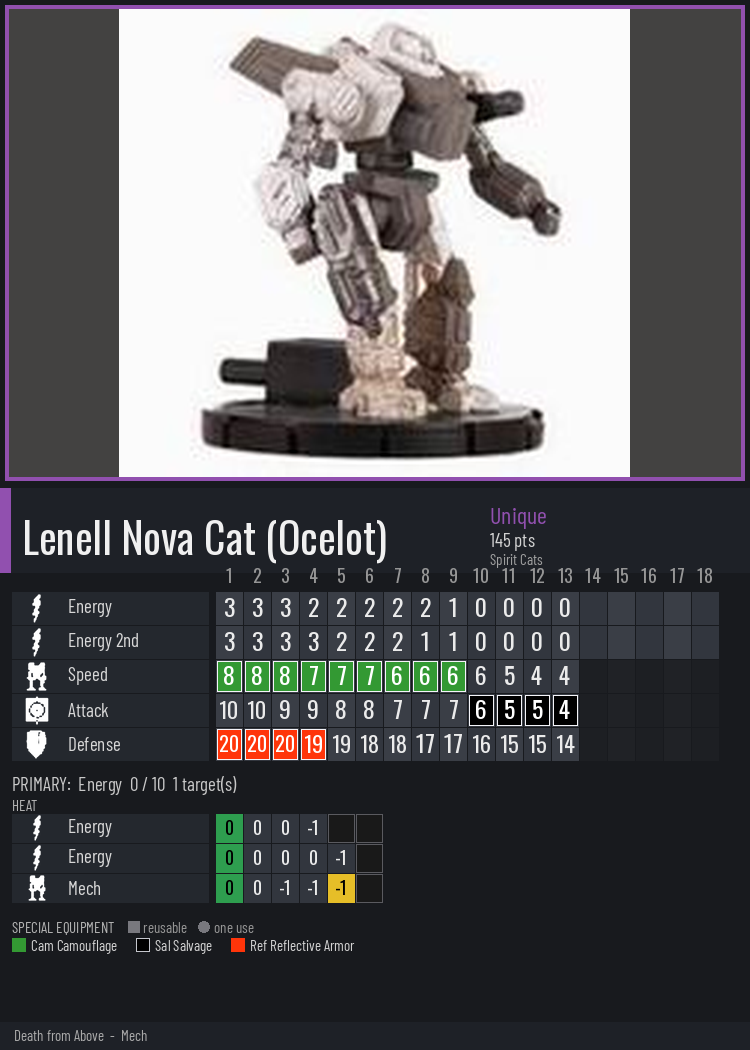 Lenell Nova Cat (Ocelot)
Unique
145 pts
Spirit Cats
1 2 3 4 5 6 7 8 9 10 11 12 13 14 15 16 17 18
Energy 3 3 3 2 2 2 2 2 1 0 0 0 0
Energy 2nd 3 3 3 3 2 2 2 1 1 0 0 0 0
Speed 8 8 8 7 7 7 6 6 6 6 5 4 4
Attack 10 10 9 9 8 8 7 7 7 6 5 5 4
Defense 20 20 20 19 19 18 18 17 17 16 15 15 14
PRIMARY: Energy 0 / 10 1 target(s)
HEAT
Energy 0 0 0 -1
Energy 0 0 0 0 -1
Mech 0 0 -1 -1 -1
SPECIAL EQUIPMENT reusable one use
Cam Camouflage Sal Salvage Ref Reflective Armor
Death from Above - Mech